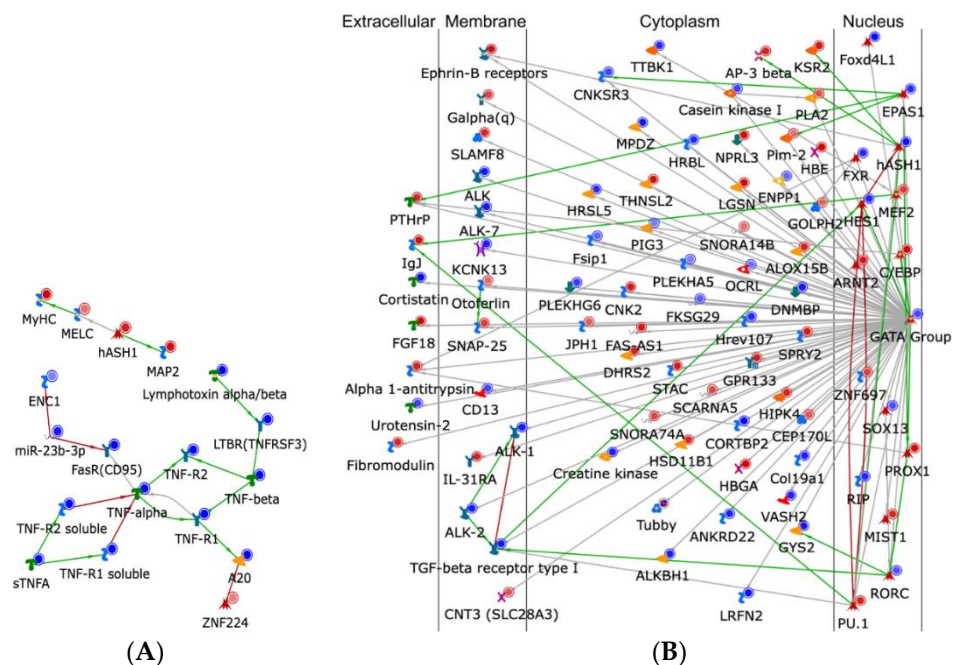 B)
Extracellular
Membrane
Cytoplasm
Nucleus
Ephrin-B receptors
TTBK1
AP-3 beta
KSR2
Foxd4L1
CNKSR3
Casein kinase I
PLA2
EPAS1
Galpha(q)
SLAMF8
MPDZ
HRBL
NPRL3
Pim-2
HBE
FXR
hASH1
ALK
PTHrP
ALK-7
HRSL5
THNSL2
LGSN
ENPP1
GOLPH2
HES1
MEF2
IgJ
KCNK13
Fsip1
PIG3
SNORA14B
ALOX15B
ARNT2
C/EBP
Cortistatin
Otoferlin
PLEKHG6
CNK2
PLEKHA5
OCRL
DNMBP
FKSG29
GATA Group
FGF18
SNAP-25
JPH1
FAS-AS1
Hrev107
SPRY2
DHRS2
STAC
GPR133
ZNF697
Alpha 1-antitrypsin
CD13
SCARNA5
HIPK4
SOX13
Urotensin-2
SNORA74A
CORTBP2
CEP170L
Fibromodulin
ALK-1
IL-31RA
Creatine kinase
HSD11B1
HBGA
Col19a1
RIP
PROX1
ALK-2
Tubby
ANKRD22
VASH2
MIST1
GYS2
TGF-beta receptor type I
ALKBH1
RORC
CNT3 (SLC28A3)
LRFN2
PU.1
MyHC
MELC
hASH1
MAP2
Lymphotoxin alpha/beta
ENC1
LTBR(TNFRSF3)
miR-23b-3p
FasR(CD95)
TNF-R2
TNF-alpha
TNF-beta
TNF-R2 soluble
TNF-R1
sTNFA
TNF-R1 soluble
A20
ZNF224
(A)
(B)